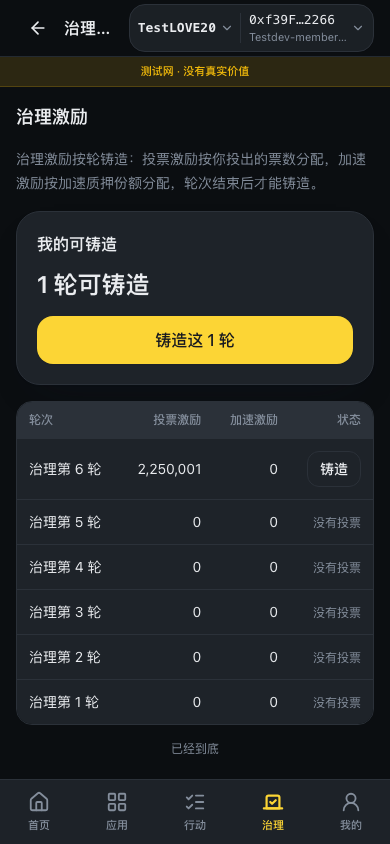 治理...
TestLOVE20
0xf39F...2266
Testdev-member...
测试网 · 没有真实价值
治理激励
治理激励按轮铸造：投票激励按你投出的票数分配，加速
激励按加速质押份额分配，轮次结束后才能铸造。
我的可铸造
1 轮可铸造
铸造这 1 轮
轮次 投票激励 加速激励 状态
治理第 6 轮 2,250,001 0 铸造
治理第 5 轮 0 0 没有投票
治理第 4 轮 0 0 没有投票
治理第 3 轮 0 0 没有投票
治理第 2 轮 0 0 没有投票
治理第 1 轮 0 0 没有投票
已经到底
首页 应用 行动 治理 我的